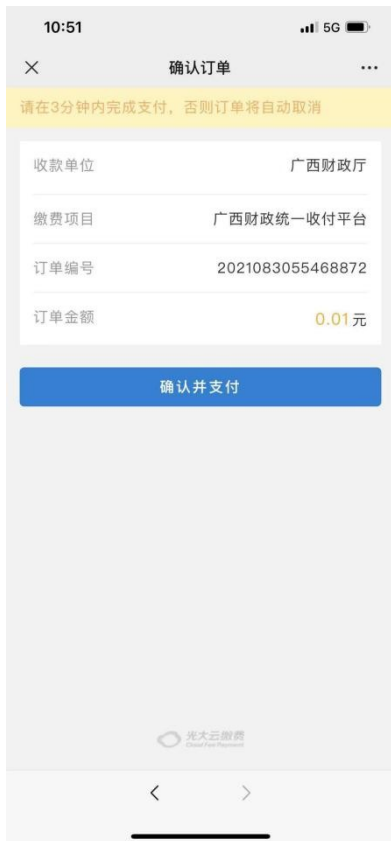 10:51
5G
确认订单
请在3分钟内完成支付，否则订单将自动取消
收款单位 广西财政厅
缴费项目 广西财政统一收付平台
订单编号 2021083055468872
订单金额 0.01元
确认并支付
光大云缴费
Cloud Fee Payment